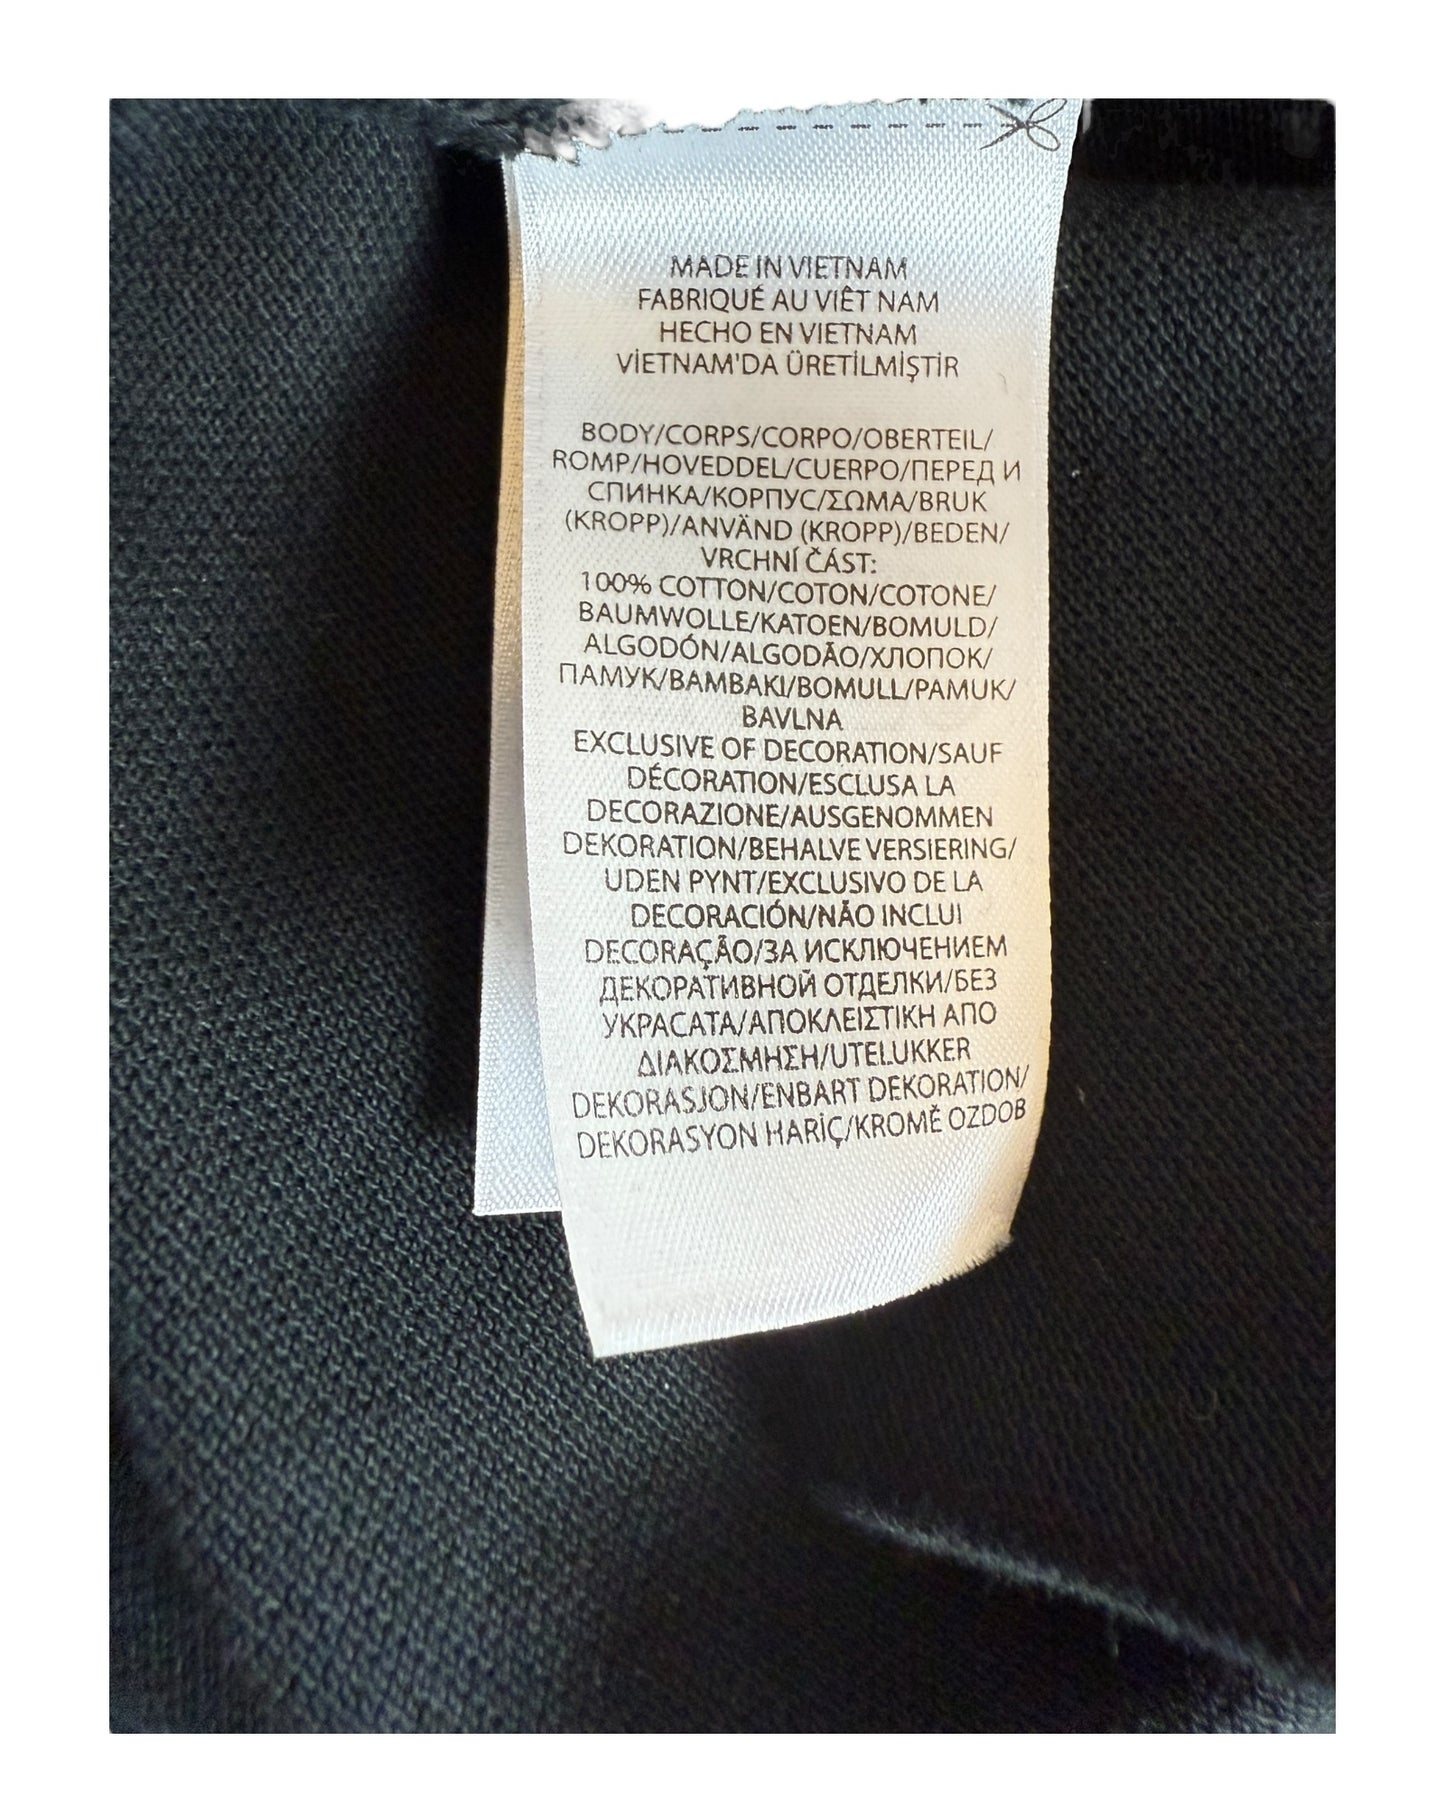 MADE IN VIETNAM
FABRIQUÉ AU VIÊT NAM
HECHO EN VIETNAM
VİETNAM'DA ÜRETİLMİŞTİR
BODY/CORPS/CORPO/OBERTEIL/
ROMP/HOVEDDEL/CUERPO/ПЕРЕД И
СПИНКА/КОРПУС/ΣΩΜΑ/BRUK
(KROPP)/ANVÄND (KROPP)/BEDEN/
VRCHNÍ ČÁST:
100% COTTON/COTON/COTONE/
BAUMWOLLE/KATOEN/BOMULD/
ALGODÓN/ALGODÃO/ХЛОПОК/
ПАМУК/BAMBAKI/BOMULL/PAMUK/
BAVLNA
EXCLUSIVE OF DECORATION/SAUF
DÉCORATION/ESCLUSA LA
DECORAZIONE/AUSGENOMMEN
DEKORATION/BEHALVE VERSIERING/
UDEN PYNT/EXCLUSIVO DE LA
DECORACIÓN/NÃO INCLUI
DECORAÇÃO/ЗА ИСКЛЮЧЕНИЕМ
ДЕКОРАТИВНОЙ ОТДЕЛКИ/БЕЗ
УКРАСАТА/ΑΠΟΚΛΕΙΣΤΙΚΗ ΑΠΟ
ΔΙΑΚΟΣΜΗΣΗ/UTELUKKER
DEKORASJON/ENBART DEKORATION/
DEKORASYON HARİÇ/KROMĚ OZDOB